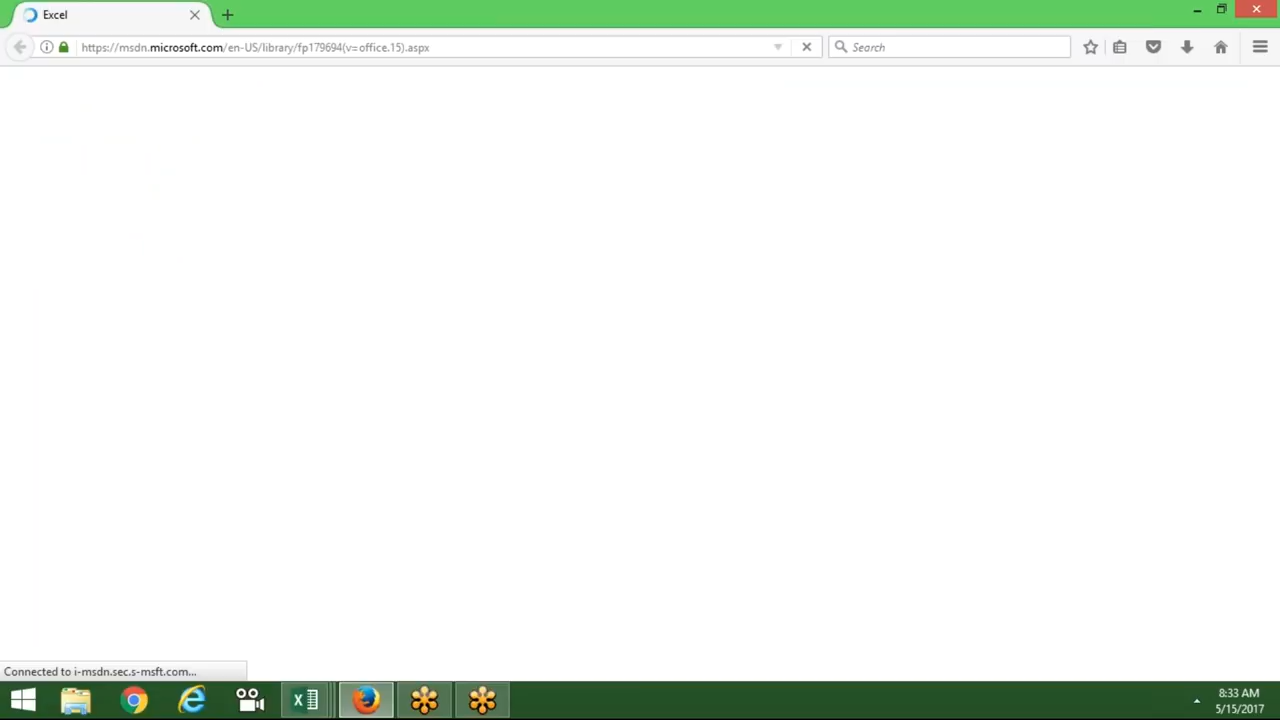 Excel
https://msdn.microsoft.com/en-US/library/fp179694(v=office.15).aspx
Search
Connected to i-msdn.sec.s-msft.com...
8:33 AM
5/15/2017